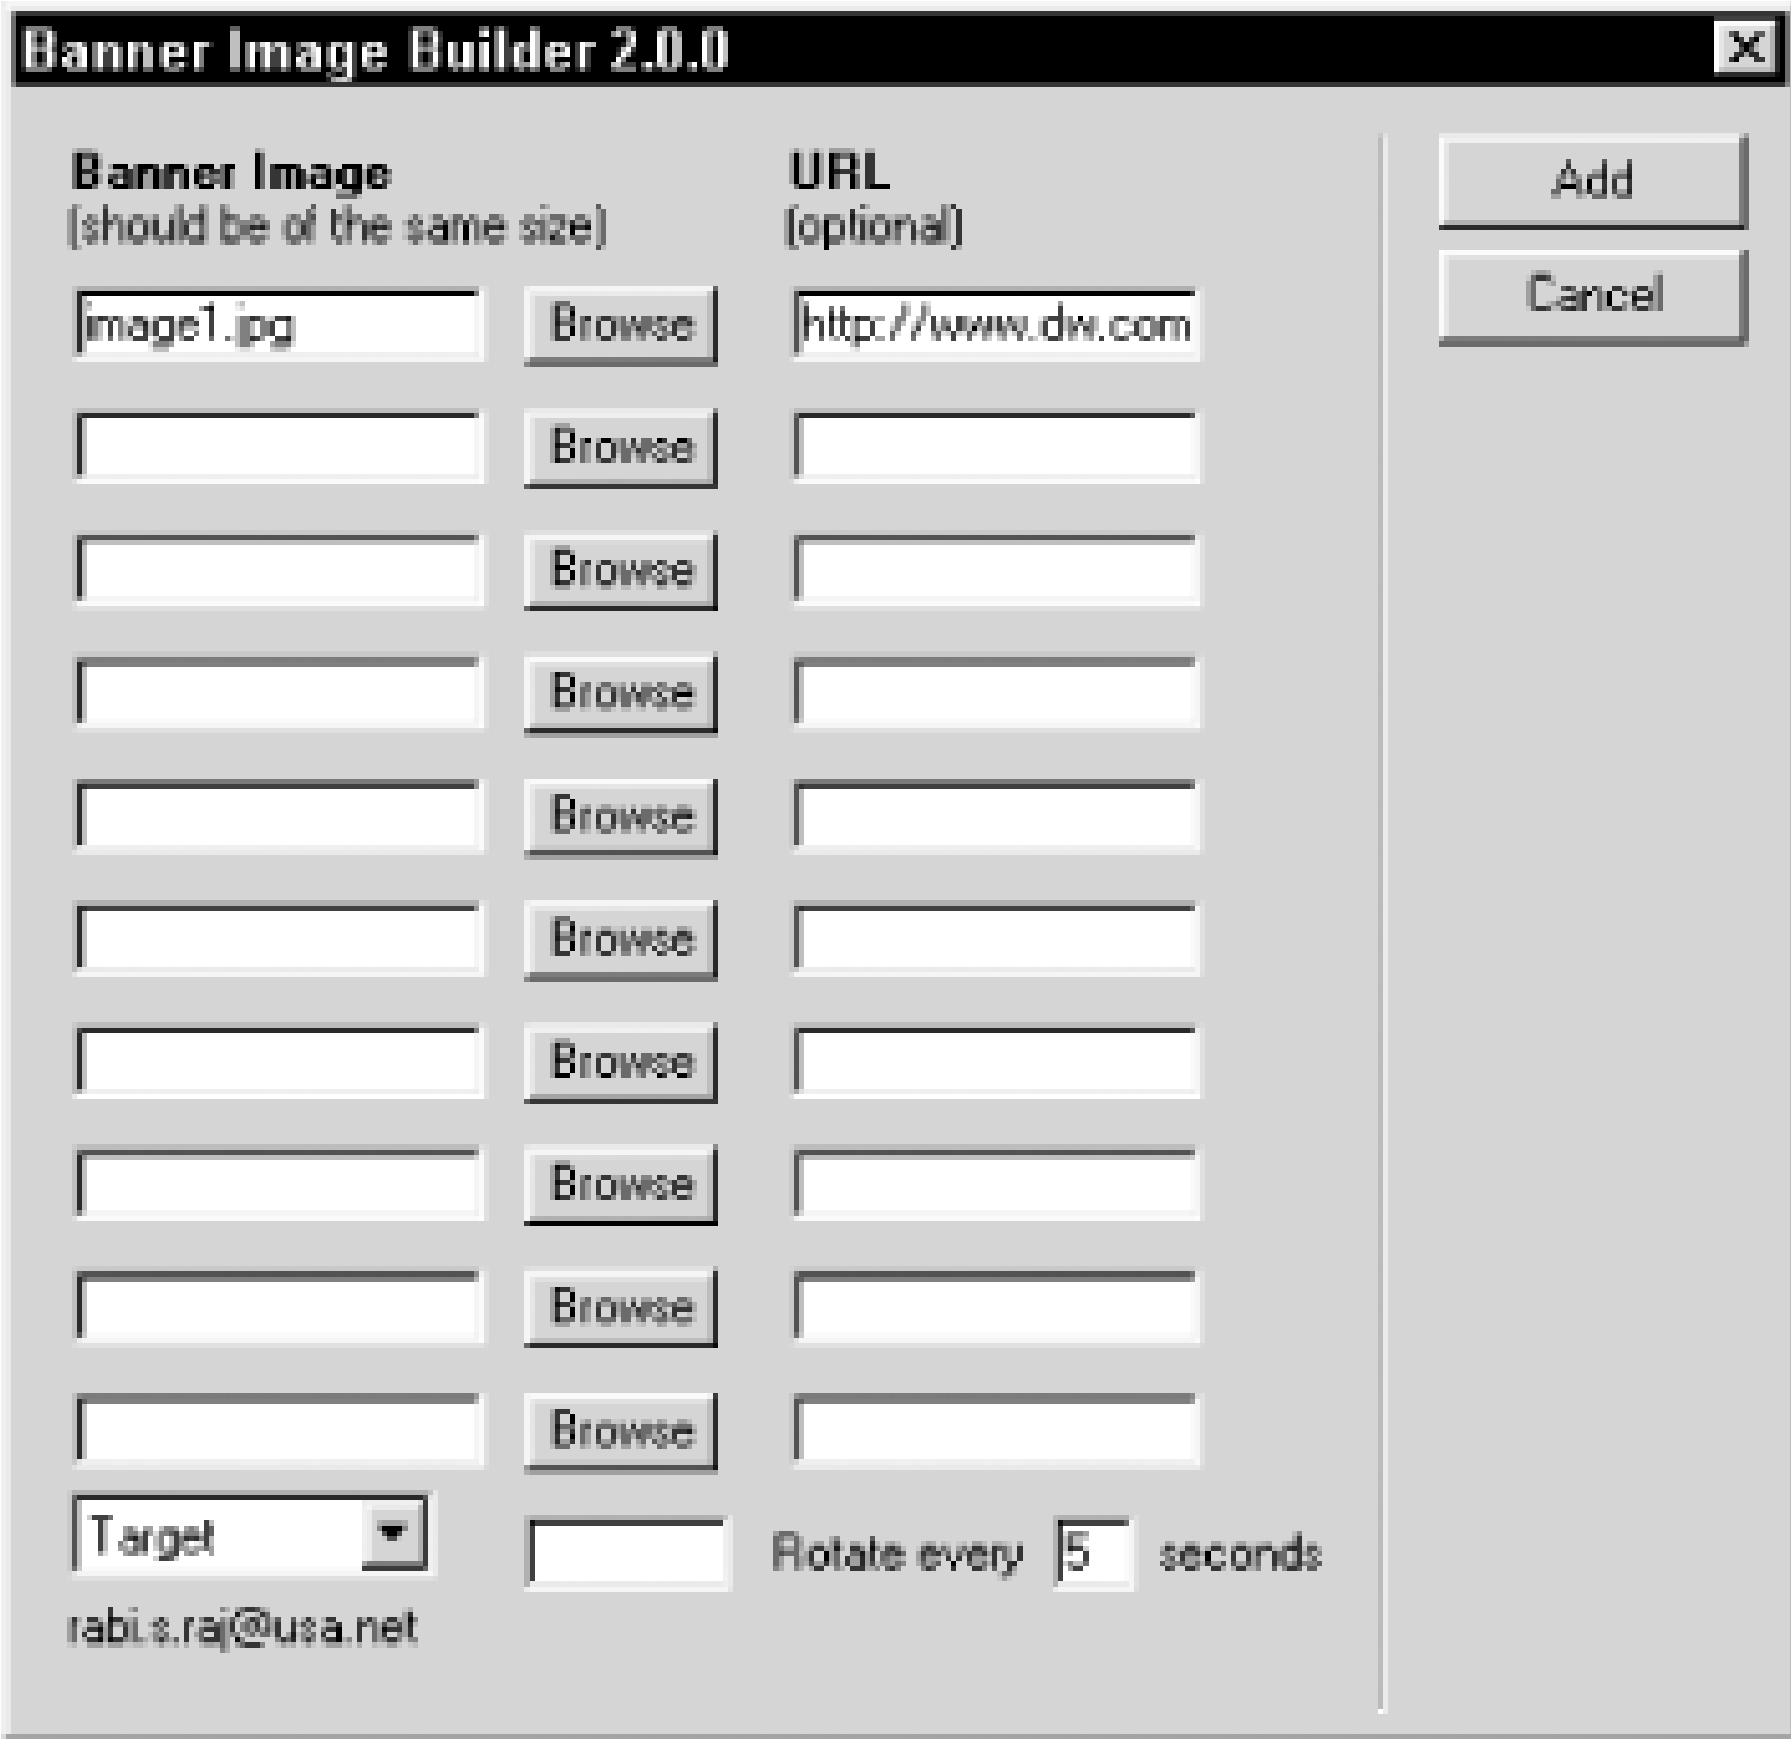 Banner Image Builder 2.0.0
Banner Image URL
(should be of the same size) (optional)
Add
Cancel
image1.jpg Browse http://www.dw.com
Browse
Browse
Browse
Browse
Browse
Browse
Browse
Browse
Browse
Target Rotate every 5 seconds
rabi.s.raj@usa.net